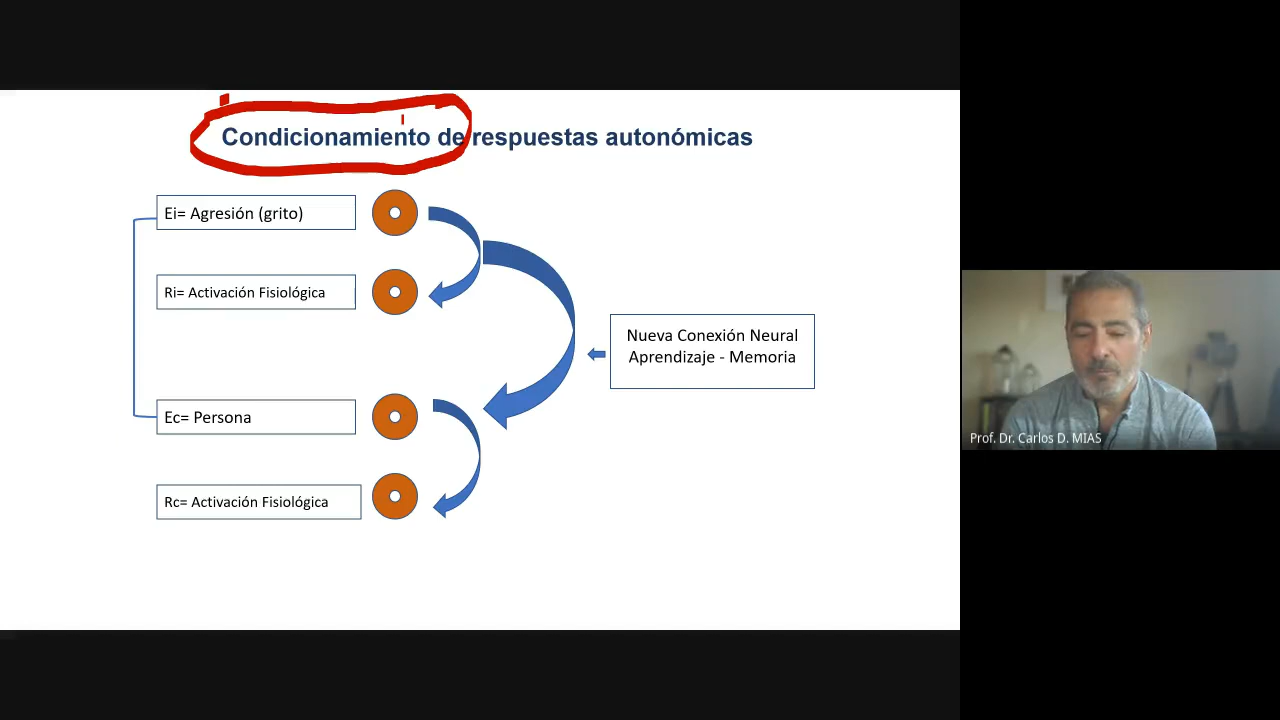 Condicionamiento de respuestas autonómicas
Ei= Agresión (grito)
Ri= Activación Fisiológica
Nueva Conexión Neural
Aprendizaje - Memoria
Ec= Persona
Rc= Activación Fisiológica
Prof. Dr. Carlos D. MIAS